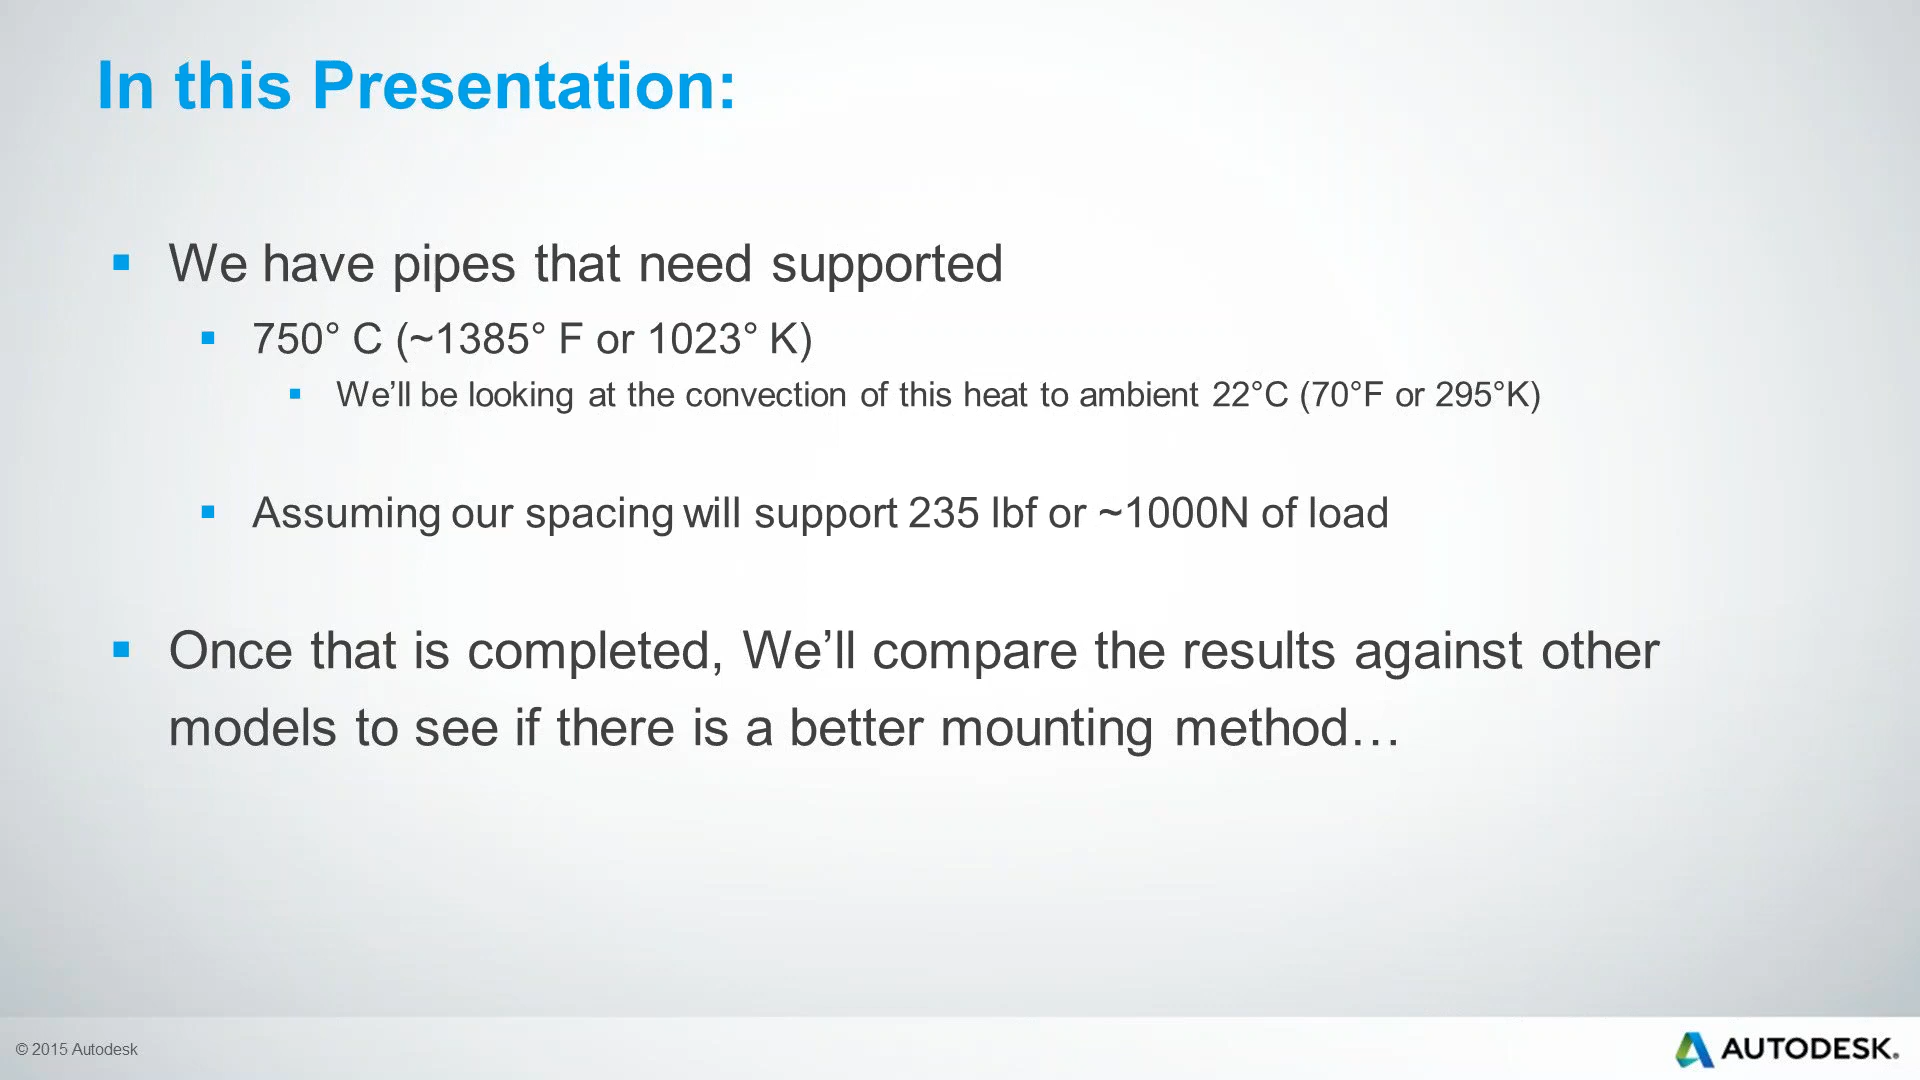 In this Presentation:
We have pipes that need supported
750° C (~1385° F or 1023° K)
We’ll be looking at the convection of this heat to ambient 22°C (70°F or 295°K)
Assuming our spacing will support 235 lbf or ~1000N of load
Once that is completed, We’ll compare the results against other
models to see if there is a better mounting method…
© 2015 Autodesk
AUTODESK.